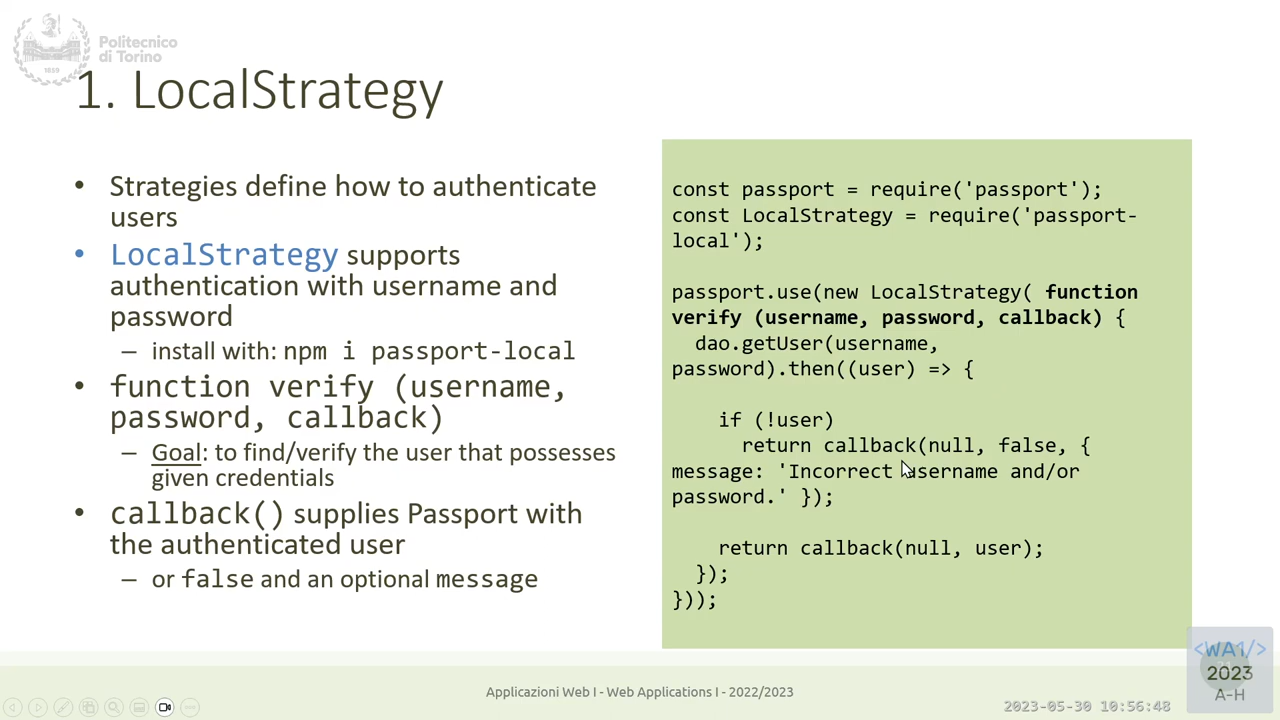 Politecnico
di Torino
1859
1. LocalStrategy
• Strategies define how to authenticate
users
• LocalStrategy supports
authentication with username and
password
– install with: npm i passport-local
• function verify (username,
password, callback)
– Goal: to find/verify the user that possesses
given credentials
• callback() supplies Passport with
the authenticated user
– or false and an optional message
const passport = require('passport');
const LocalStrategy = require('passport-
local');
passport.use(new LocalStrategy( function
verify (username, password, callback) {
dao.getUser(username,
password).then((user) => {
if (!user)
return callback(null, false, {
message: 'Incorrect username and/or
password.' });
return callback(null, user);
});
}));
Applicazioni Web I - Web Applications I - 2022/2023
<WA1/>
2023
A-H
2023-05-30 10:56:48